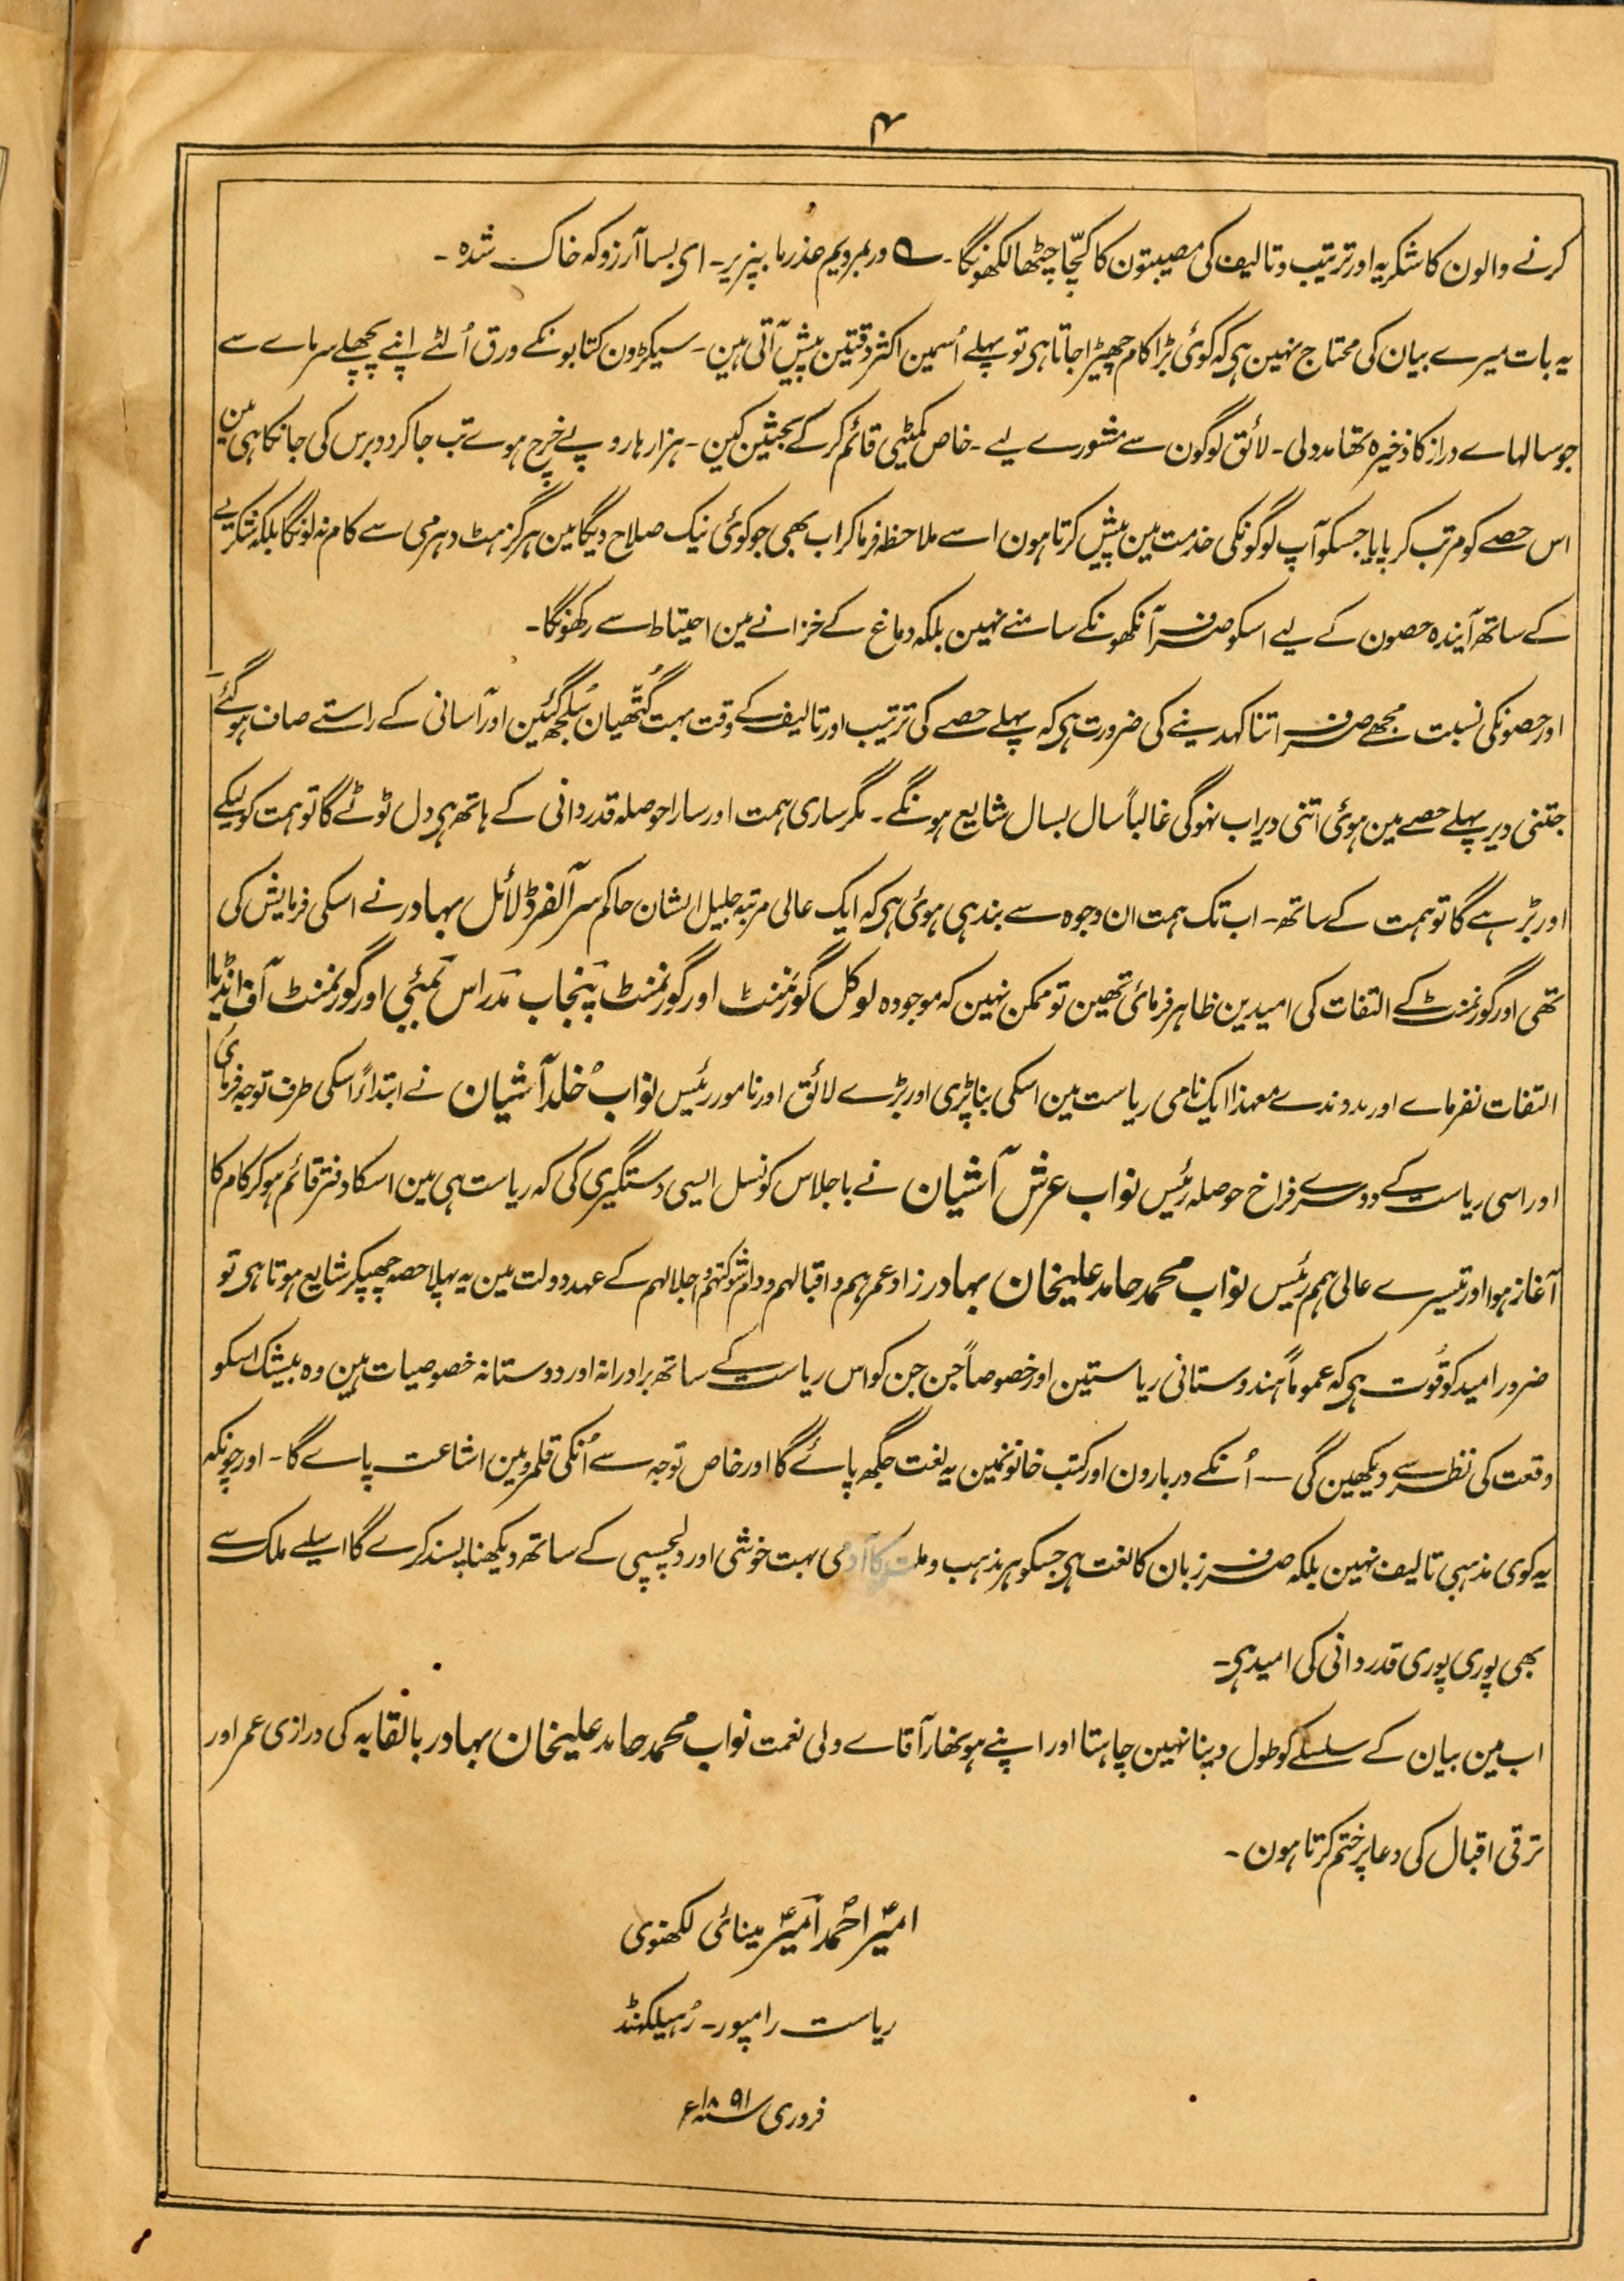 ۴
کرنے والون کا شکریہ اور ترتیب و تالیف کی مصیبتون کا کچّا چٹھا لکھونگا۔ ؎ ور بمردیم عذر ما بپزیر۔ ای بسا آرزو کہ خاک شدہ ۔
یہ بات میرے بیان کی محتاج نہین ہی کہ کوئی بڑا کام چھیڑا جاتا ہی تو پہلے اُسمین اکثر دقتین پیش آتی ہین۔ سیکڑون کتابونکے ورق اُلٹے اپنے پچھلے سرماے سے
جو سالہاے دراز کا ذخیرہ تھا مدد لی۔ لائق لوگون سے مشورے لیے۔ خاص کمیٹی قائم کر کے بحثین کین۔ ہزارہا روپے خرچ ہوے تب جا کر دو برس کی جانکاہی مین
اس حصے کو مرتب کر پایا جسکو آپ لوگونکی خدمت مین پیش کرتا ہون اسے ملاحظہ فرما کر اب بھی جو کوئی نیک صلاح دیگا مین ہرگز ہٹ دہرمی سے کام نہ لونگا بلکہ شکریے
کے ساتھ آیندہ حصون کے لیے اسکو صرف آنکھونکے سامنے نہین بلکہ دماغ کے خزانے مین احتیاط سے رکھونگا۔
اور حصونکی نسبت مجھے صرف اتنا کہدینے کی ضرورت ہی کہ پہلے حصے کی ترتیب اور تالیف کے وقت بہت گُتّھیان سُلجھ گئین اور آسانی کے راستے صاف ہو گئے
جتنی دیر پہلے حصے مین ہوئی اتنی دیر اب نہوگی غالباً سال بسال شایع ہونگے۔ مگر ساری ہمت اور سارا حوصلہ قدردانی کے ہاتھ ہی دل ٹوٹے گا تو ہمت کو لیکے
اور بڑہے گا تو ہمت کے ساتھ۔ اب تک ہمت ان وجوہ سے بندہی ہوئی ہی کہ ایک عالی مرتبہ جلیل الشان حاکم سر آلفرڈ لائل بہادر نے اسکی فرمایش کی
تھی اور گورنمنٹ کے التفات کی امیدین ظاہر فرمائی تھین تو ممکن نہین کہ موجودہ لوکل گورنمنٹ اور گورنمنٹ پنجاب مدراس بمبئی اور گورنمنٹ آف انڈیا
التفات نفرماے اور مدد ندے معہذا ایک نامی ریاست مین اسکی بنا پڑی اور بڑے لائق اور نامور رئیس نواب خلد آشیان نے ابتداءً اسکی طرف توجہ فرمائی
اور اسی ریاست کے دوسرے فراخ حوصلہ رئیس نواب عرش آشیان نے باجلاس کونسل ایسی دستگیری کی کہ ریاست ہی مین اسکا دفتر قائم ہو کر کام کا
آغاز ہوا اور تیسرے عالی ہمم رئیس نواب محمد حامد علیخان بہادر زاد عمرہم و اقبالہم و دام شوکتہم و اجلالہم کے عہد دولت مین یہ پہلا حصہ چھپکر شایع ہوتا ہی تو
ضرور امید کو قُوت ہی کہ عموماً ہندوستانی ریاستین اور خصوصاً جن جن کو اس ریاست کے ساتھ برادرانہ اور دوستانہ خصوصیات ہین وہ بیشک اسکو
وقعت کی نظر سے دیکھین گی — اُنکے دربارون اور کتب خانونمین یہ لغت جگھ پائے گا اور خاص توجہ سے اُنکی قلمرو مین اشاعت پاے گا۔ اور چونکہ
یہ کوی مذہبی تالیف نہین بلکہ صرف زبان کا لغت ہی جسکو ہر مذہب و ملت کا آدمی بہت خوشی اور دلچسپی کے ساتھ دیکھنا پسند کرے گا اسلیے ملک سے
بھی پوری پوری قدردانی کی امید ہی۔
اب مین بیان کے سلسلے کو طول دینا نہین چاہتا اور اپنے ہونھار آقاے ولی نعمت نواب محمد حامد علیخان بہادر بالقابہ کی درازی عمر اور
ترقی اقبال کی دعا پر ختم کرتا ہون ۔
امیر احمد امیر مینائی لکھنوی
ریاست رامپور۔ رُہیلکھنڈ
فروری سنہ ۱۸۹۱ء